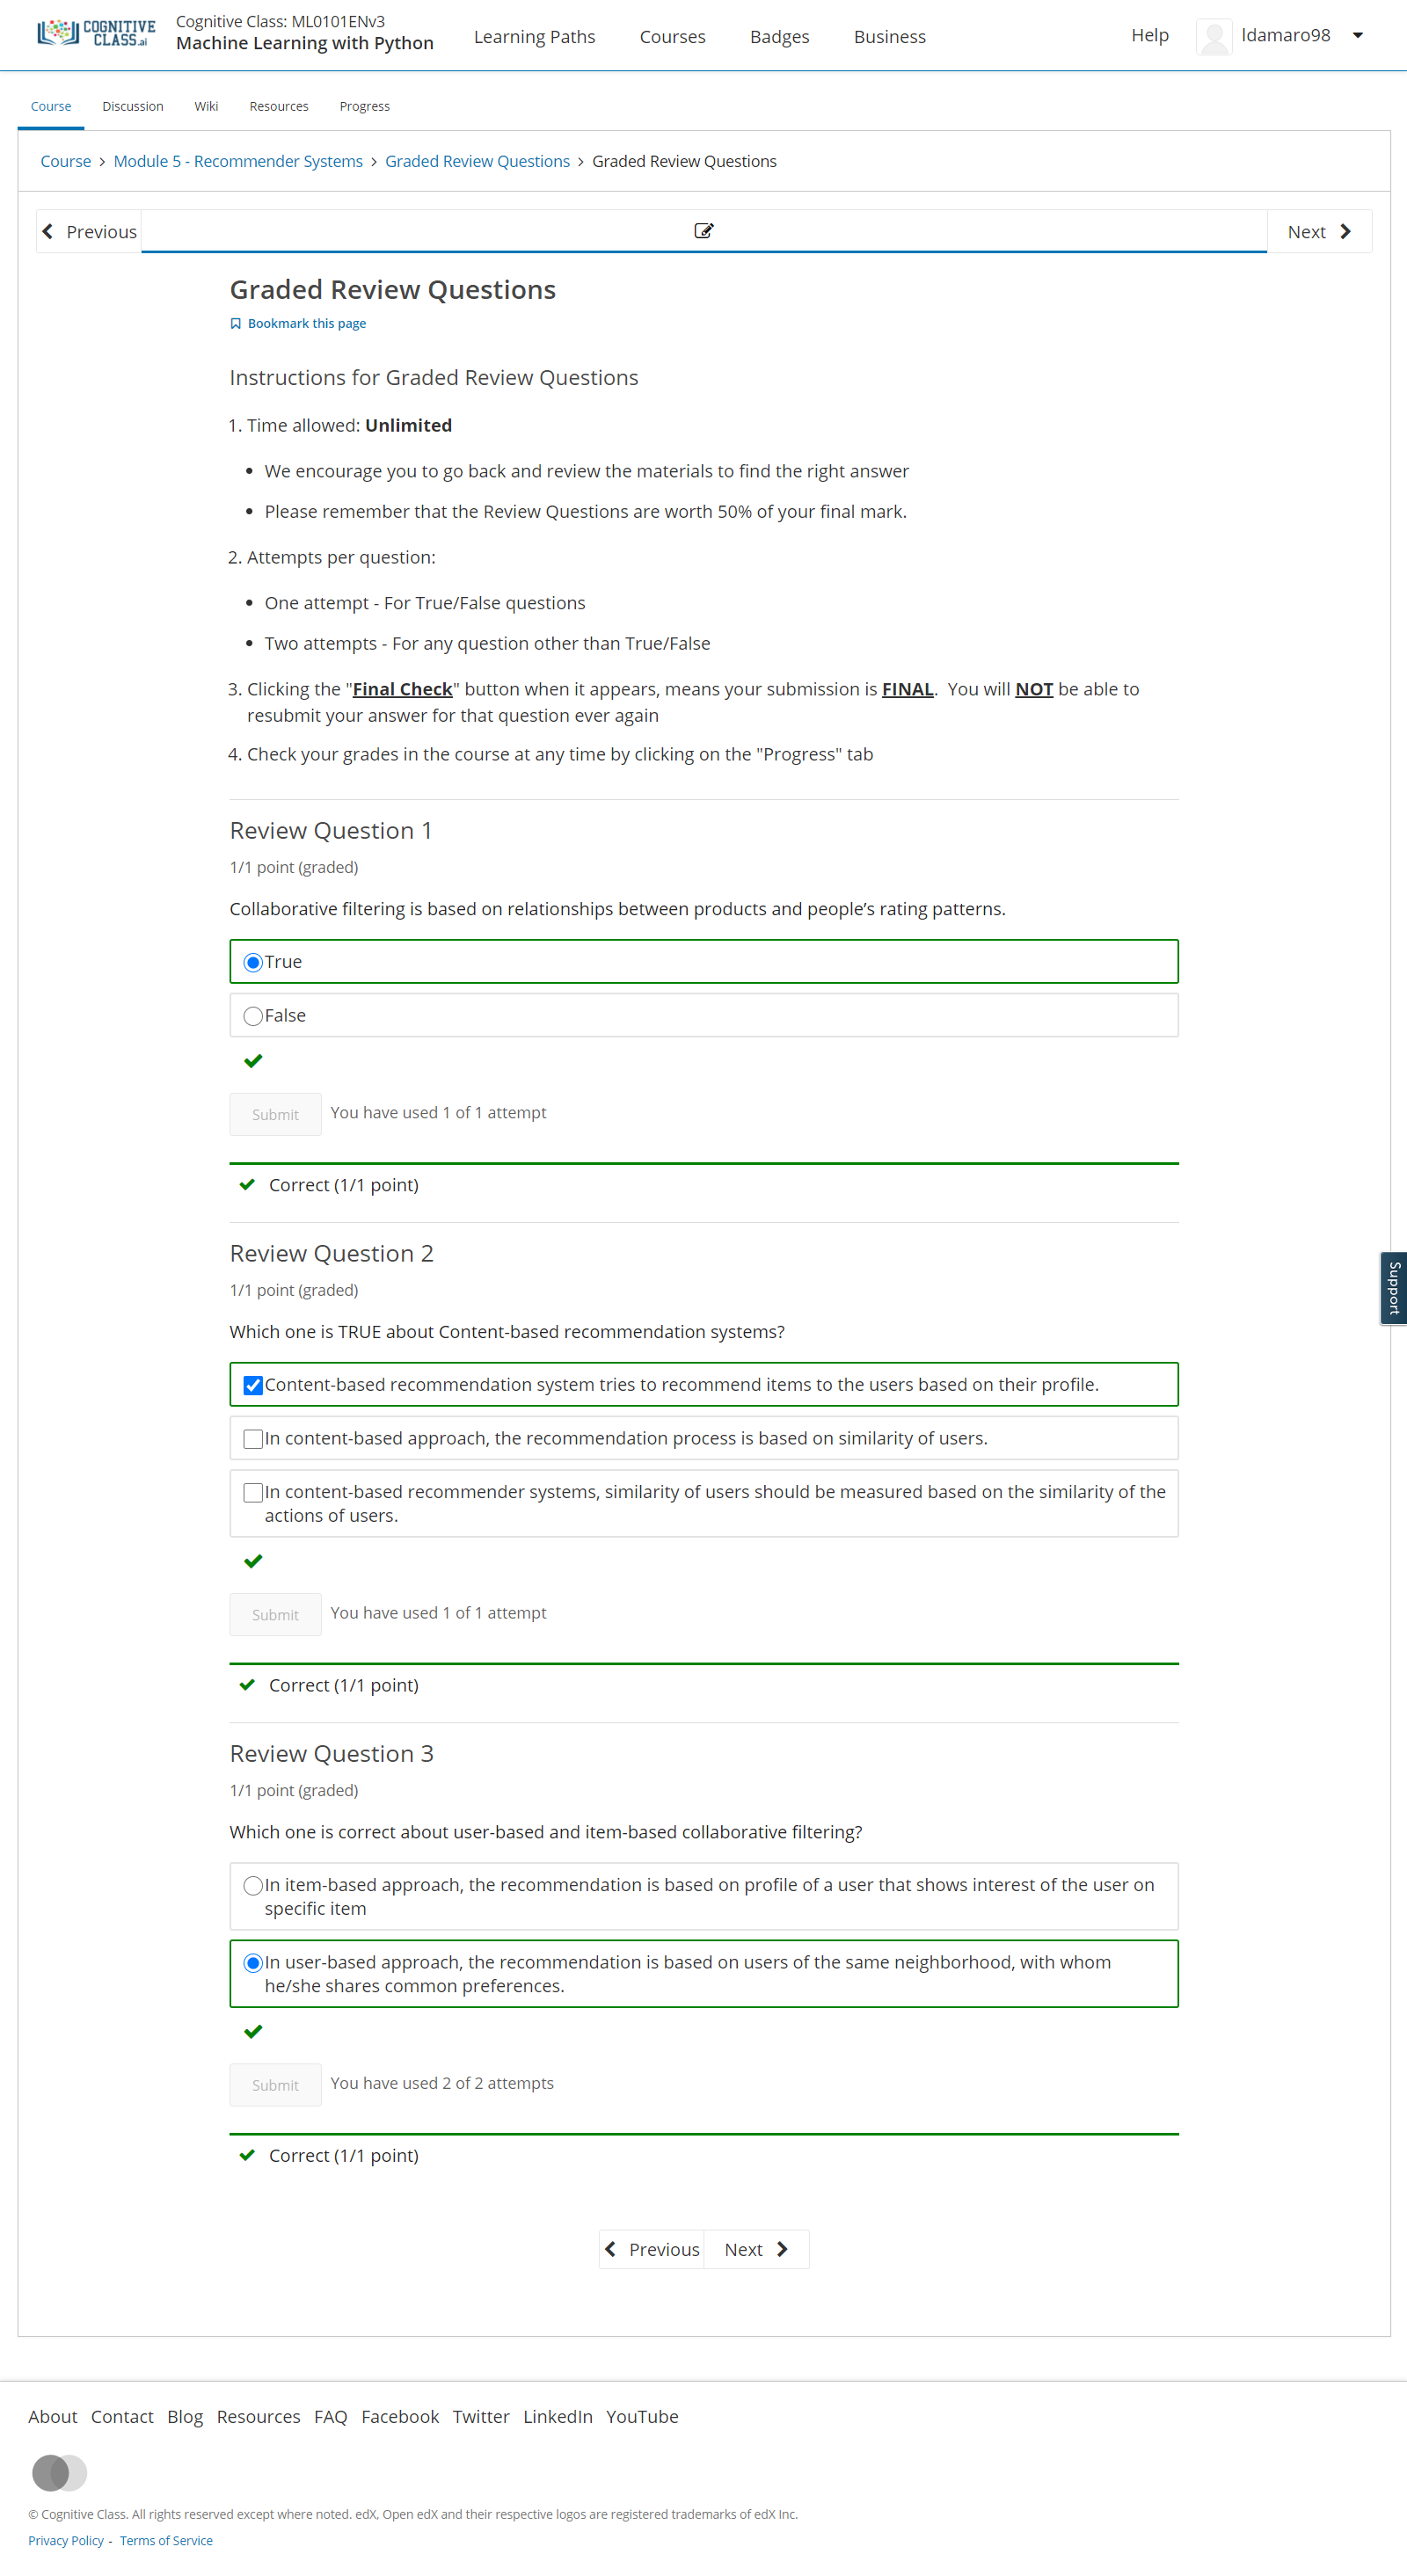 COGNITIVE
CLASS.ai
Cognitive Class: ML0101ENv3
Machine Learning with Python
Learning Paths
Courses
Badges
Business
Help
ldamaro98
Course
Discussion
Wiki
Resources
Progress
Course > Module 5 - Recommender Systems > Graded Review Questions > Graded Review Questions
Previous
Next
Graded Review Questions
Bookmark this page
Instructions for Graded Review Questions
1. Time allowed: Unlimited
• We encourage you to go back and review the materials to find the right answer
• Please remember that the Review Questions are worth 50% of your final mark.
2. Attempts per question:
• One attempt - For True/False questions
• Two attempts - For any question other than True/False
3. Clicking the "Final Check" button when it appears, means your submission is FINAL. You will NOT be able to
resubmit your answer for that question ever again
4. Check your grades in the course at any time by clicking on the "Progress" tab
Review Question 1
1/1 point (graded)
Collaborative filtering is based on relationships between products and people’s rating patterns.
True
False
Submit
You have used 1 of 1 attempt
Correct (1/1 point)
Review Question 2
1/1 point (graded)
Support
Which one is TRUE about Content-based recommendation systems?
Content-based recommendation system tries to recommend items to the users based on their profile.
In content-based approach, the recommendation process is based on similarity of users.
In content-based recommender systems, similarity of users should be measured based on the similarity of the
actions of users.
Submit
You have used 1 of 1 attempt
Correct (1/1 point)
Review Question 3
1/1 point (graded)
Which one is correct about user-based and item-based collaborative filtering?
In item-based approach, the recommendation is based on profile of a user that shows interest of the user on
specific item
In user-based approach, the recommendation is based on users of the same neighborhood, with whom
he/she shares common preferences.
Submit
You have used 2 of 2 attempts
Correct (1/1 point)
Previous
Next
About Contact Blog Resources FAQ Facebook Twitter LinkedIn YouTube
© Cognitive Class. All rights reserved except where noted. edX, Open edX and their respective logos are registered trademarks of edX Inc.
Privacy Policy - Terms of Service